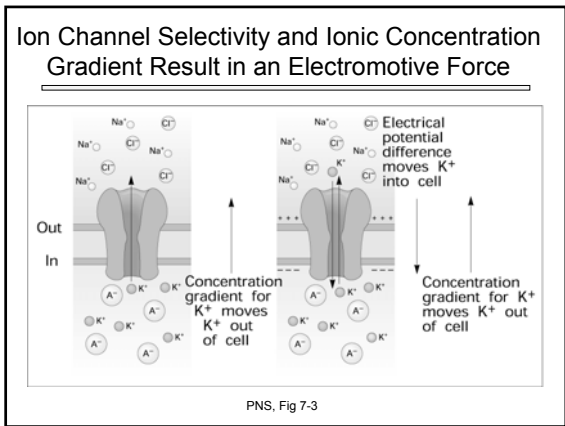 Ion Channel Selectivity and Ionic Concentration
Gradient Result in an Electromotive Force
Na⁺
Cl⁻
Na⁺
Cl⁻
Na⁺
Cl⁻
Na⁺
Cl⁻
Out
In
A⁻
K⁺
K⁺
A⁻
K⁺
A⁻
K⁺
A⁻
Concentration
gradient for
K⁺ moves
K⁺ out
of cell
Na⁺
Cl⁻
Na⁺
Cl⁻
Na⁺
K⁺
Cl⁻
Na⁺
Cl⁻
Electrical
potential
difference
moves K⁺
into cell
+ + +
+ + +
– – – –
– – – –
A⁻
K⁺
K⁺
A⁻
K⁺
A⁻
K⁺
A⁻
Concentration
gradient for K⁺
moves K⁺ out
of cell
PNS, Fig 7-3